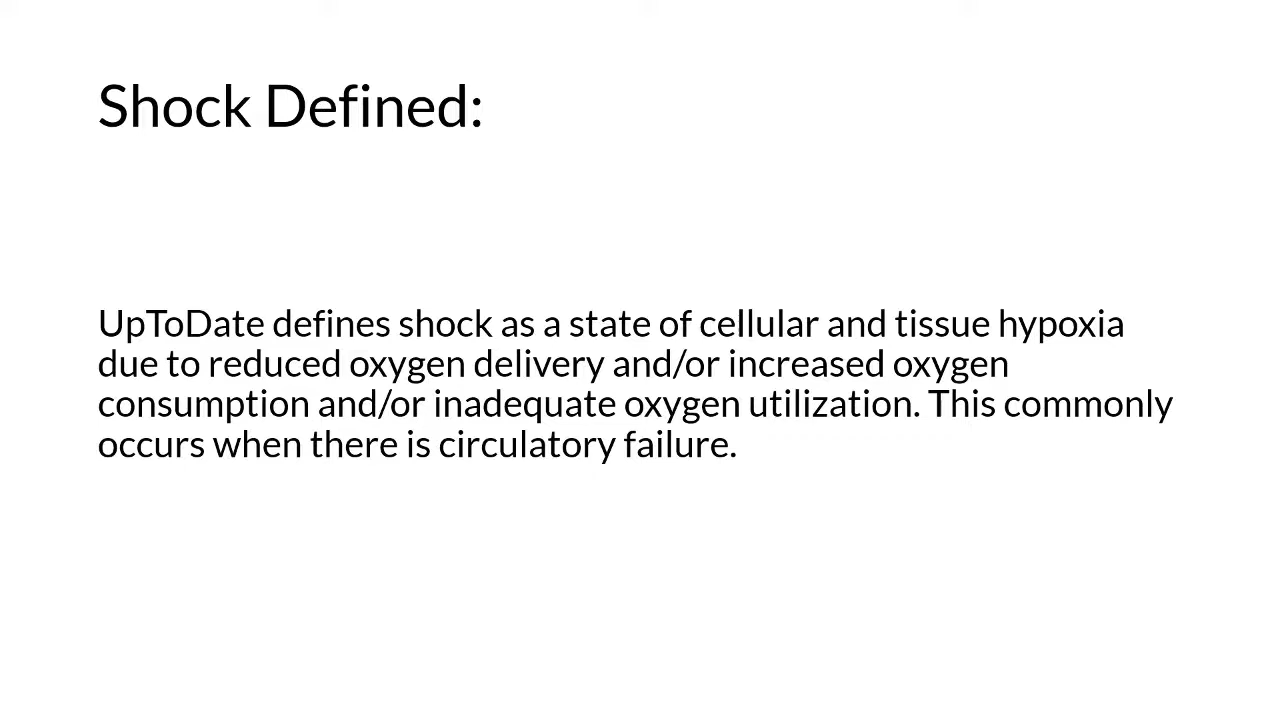 Shock Defined:
UpToDate defines shock as a state of cellular and tissue hypoxia
due to reduced oxygen delivery and/or increased oxygen
consumption and/or inadequate oxygen utilization. This commonly
occurs when there is circulatory failure.